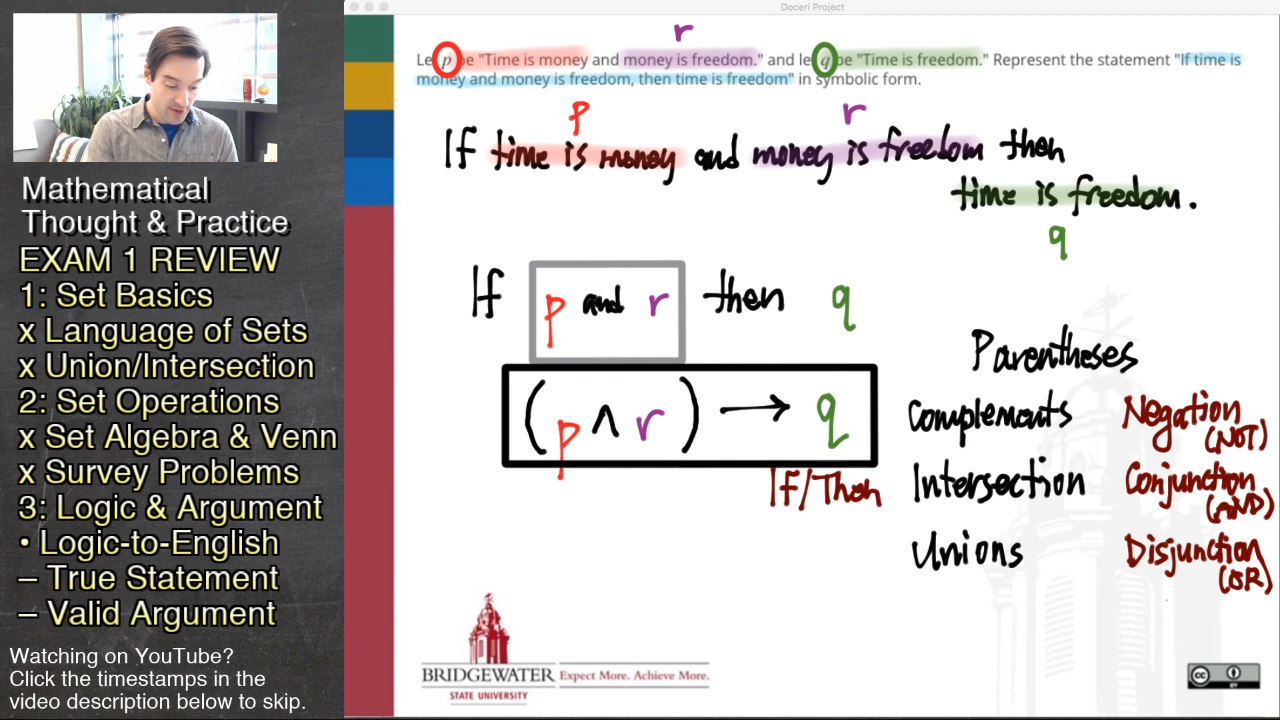 Doceri Project
r
Let p be "Time is money and money is freedom." and let q be "Time is freedom." Represent the statement "If time is
money and money is freedom, then time is freedom" in symbolic form.
p r
If time is money and money is freedom then
time is freedom.
q
If p and r then q
(p ∧ r) → q
If/Then
Parentheses
Complements Negation
(NOT)
Intersection Conjunction
(AND)
Unions Disjunction
(OR)
Mathematical
Thought & Practice
EXAM 1 REVIEW
1: Set Basics
x Language of Sets
x Union/Intersection
2: Set Operations
x Set Algebra & Venn
x Survey Problems
3: Logic & Argument
• Logic-to-English
– True Statement
– Valid Argument
Watching on YouTube?
Click the timestamps in the
video description below to skip.
BRIDGEWATER
STATE UNIVERSITY
Expect More. Achieve More.
CC BY